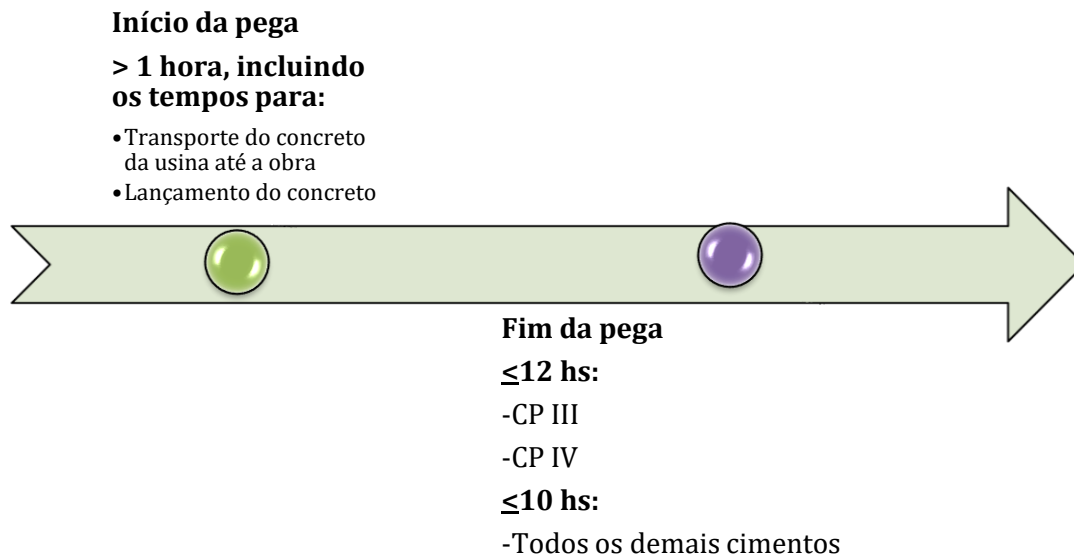 Início da pega
> 1 hora, incluindo
os tempos para:
•Transporte do concreto
da usina até a obra
•Lançamento do concreto
Fim da pega
≤12 hs:
-CP III
-CP IV
≤10 hs:
-Todos os demais cimentos